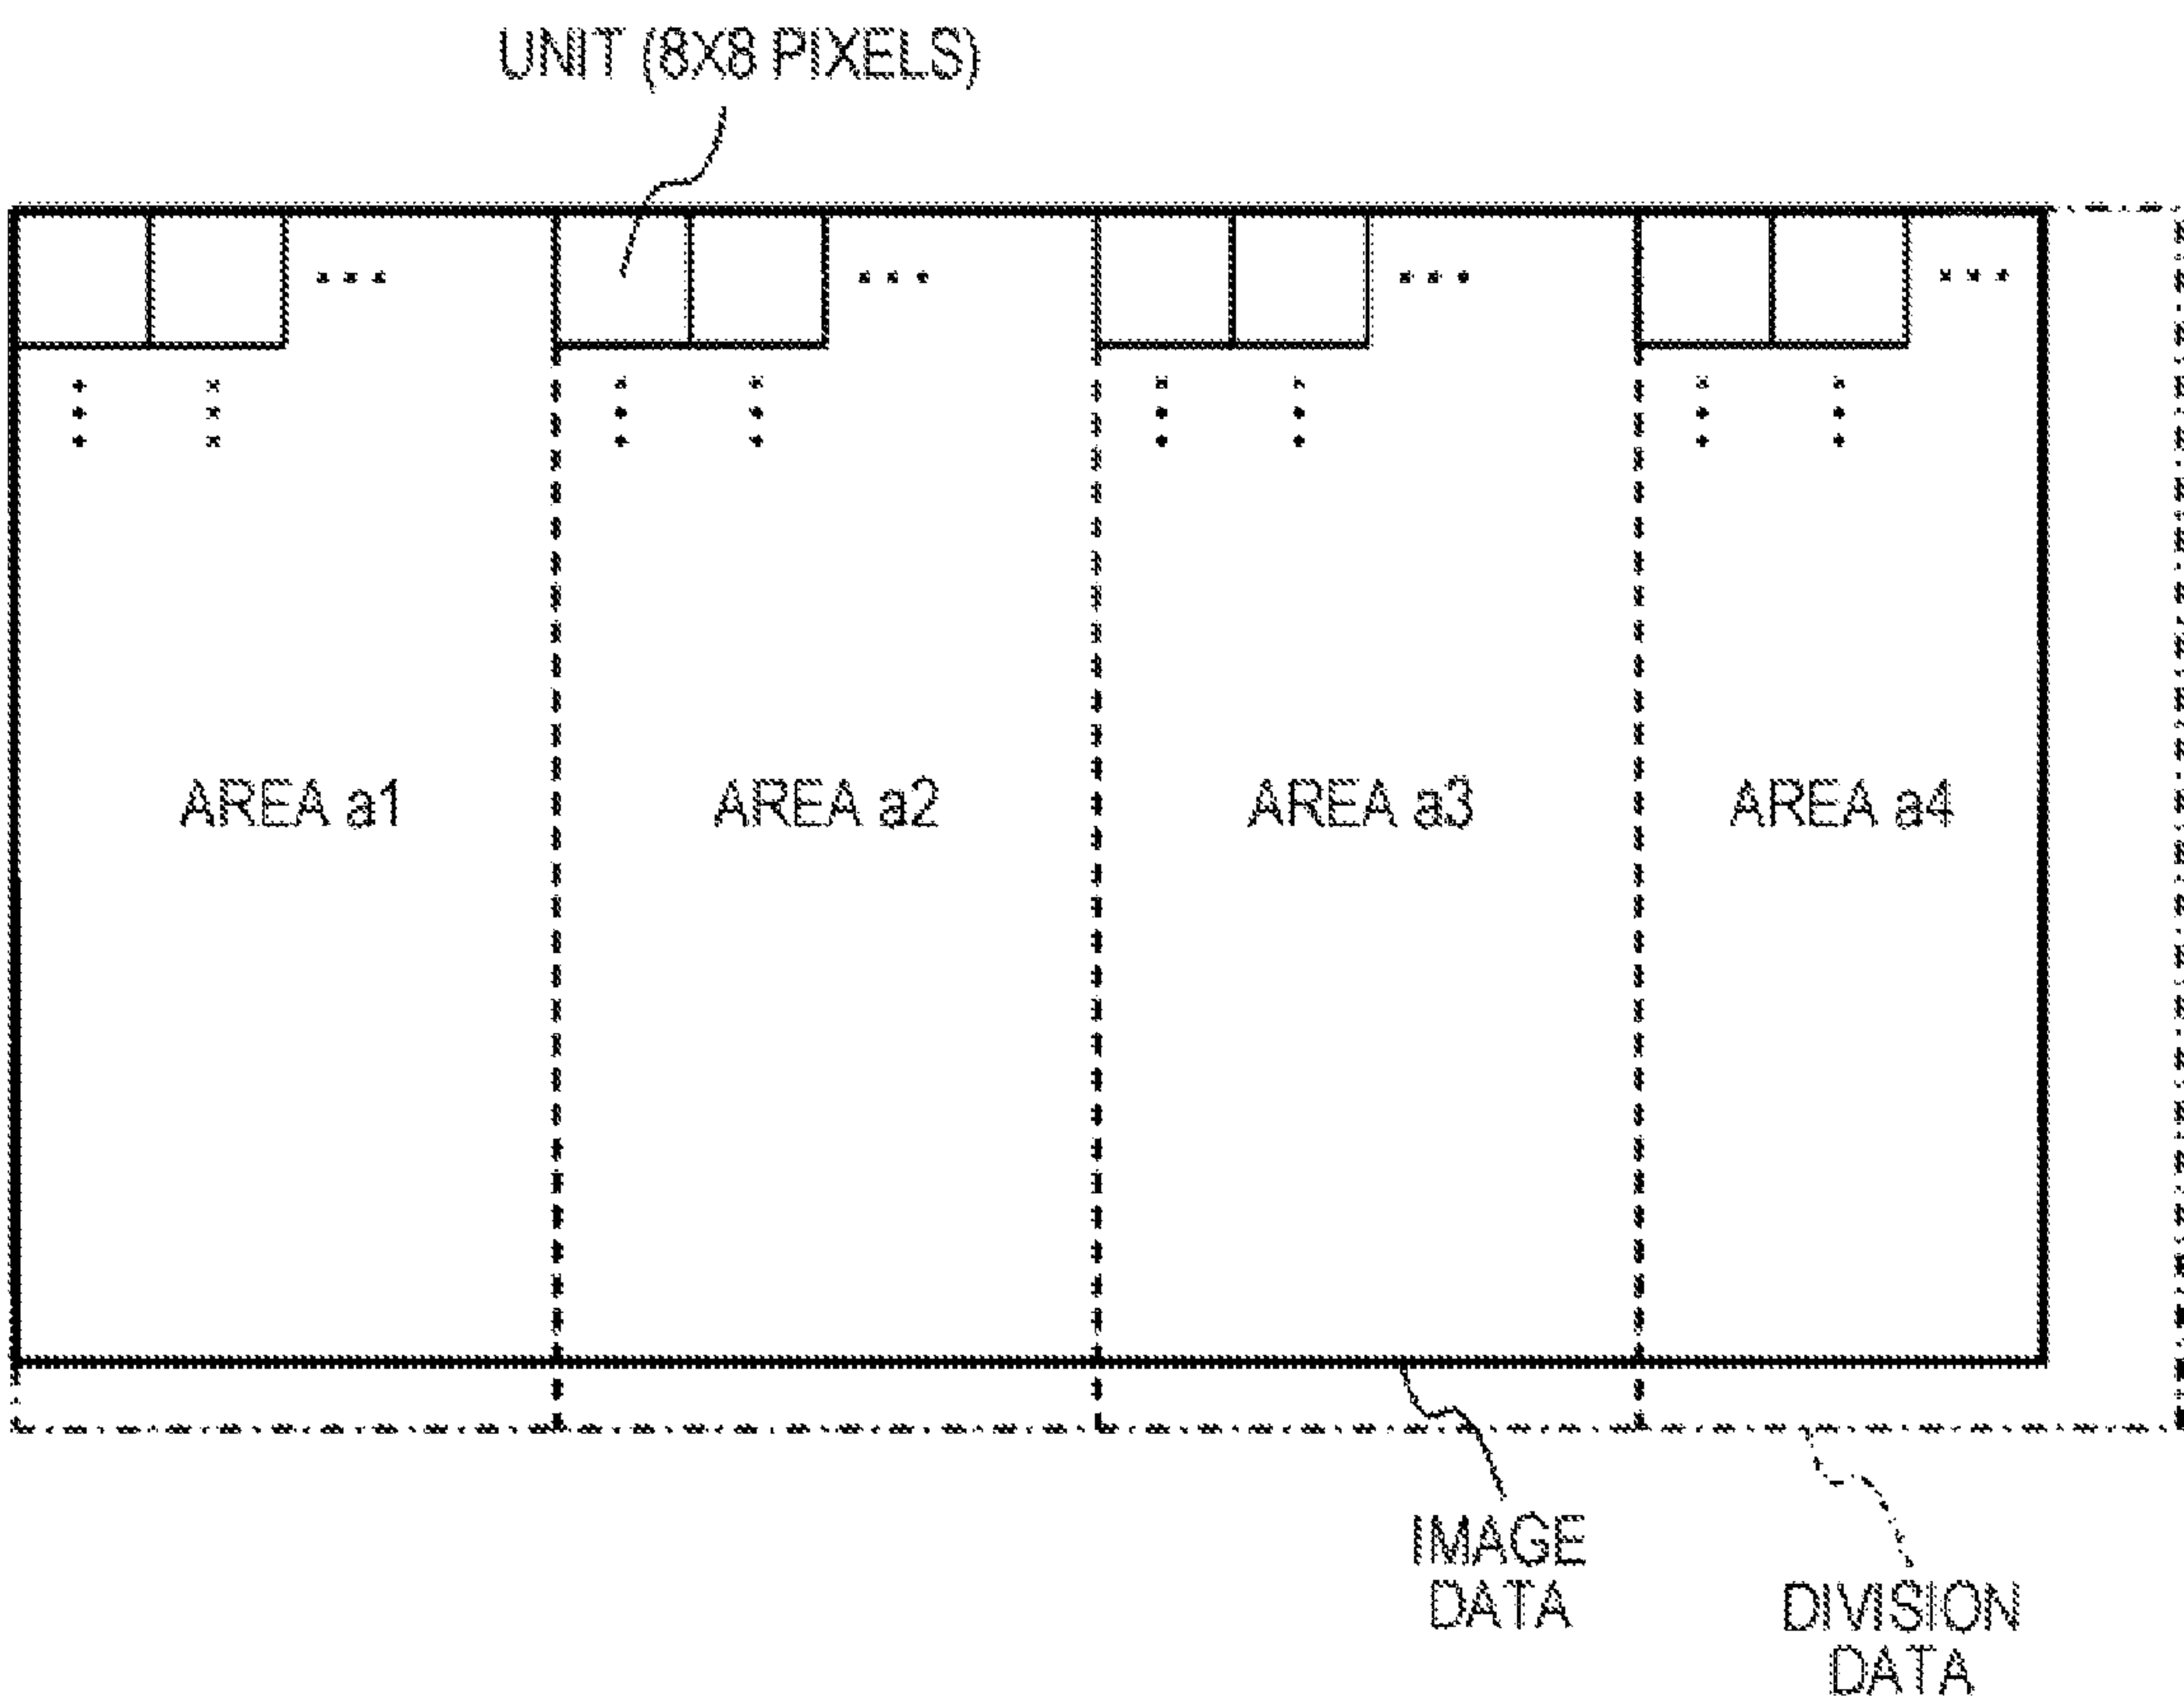 UNIT (8X8 PIXELS)
AREA a1
AREA a2
AREA a3
AREA a4
IMAGE
DATA
DIVISION
DATA